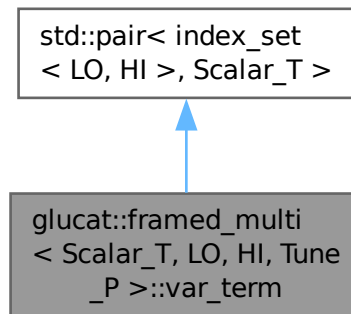 std::pair< index_set
< LO, HI >, Scalar_T >
glucat::framed_multi
< Scalar_T, LO, HI, Tune
_P >::var_term